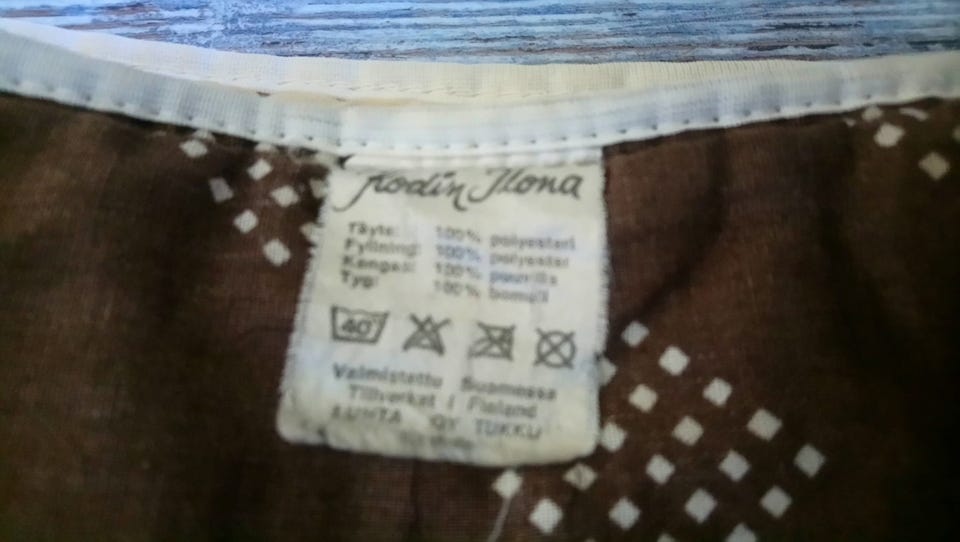 rodin Ilona
Täyte: 100% polyesteri
Fyllning: 100% polyester
Kangas: 100% puuvilla
Tyg: 100% bomull
40°
Valmistettu Suomessa
Tillverkat i Finland
LUHTA OY TUKKU